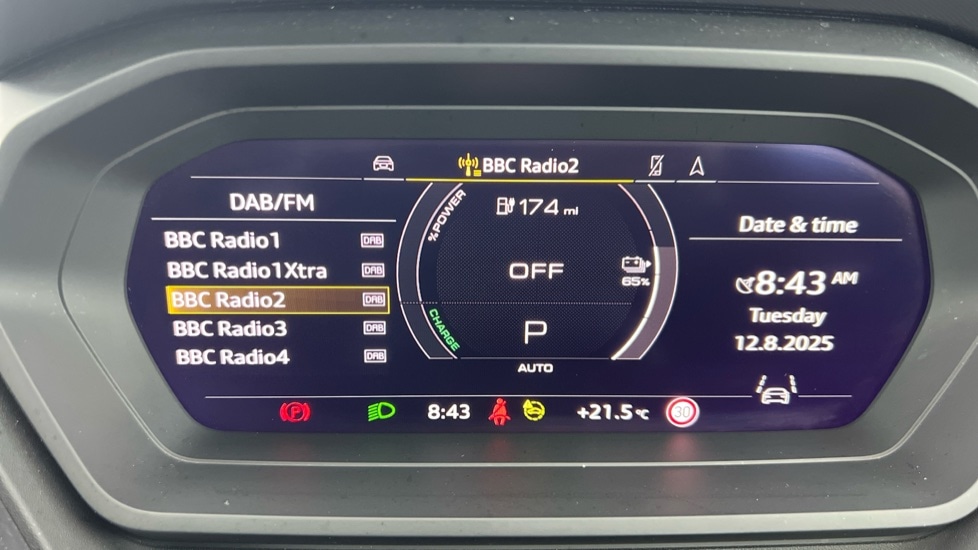 BBC Radio2
DAB/FM
BBC Radio1 DAB
BBC Radio1Xtra DAB
BBC Radio2 DAB
BBC Radio3 DAB
BBC Radio4 DAB
%POWER
174 mi
OFF
65%
CHARGE
P
AUTO
Date & time
8:43 AM
Tuesday
12.8.2025
P 8:43 +21.5°C 30